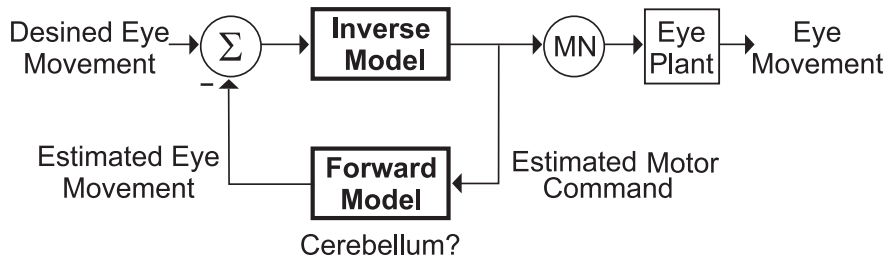 Desined Eye
Movement
Σ
–
Inverse
Model
MN
Eye
Plant
Eye
Movement
Estimated Eye
Movement
Forward
Model
Estimated Motor
Command
Cerebellum?